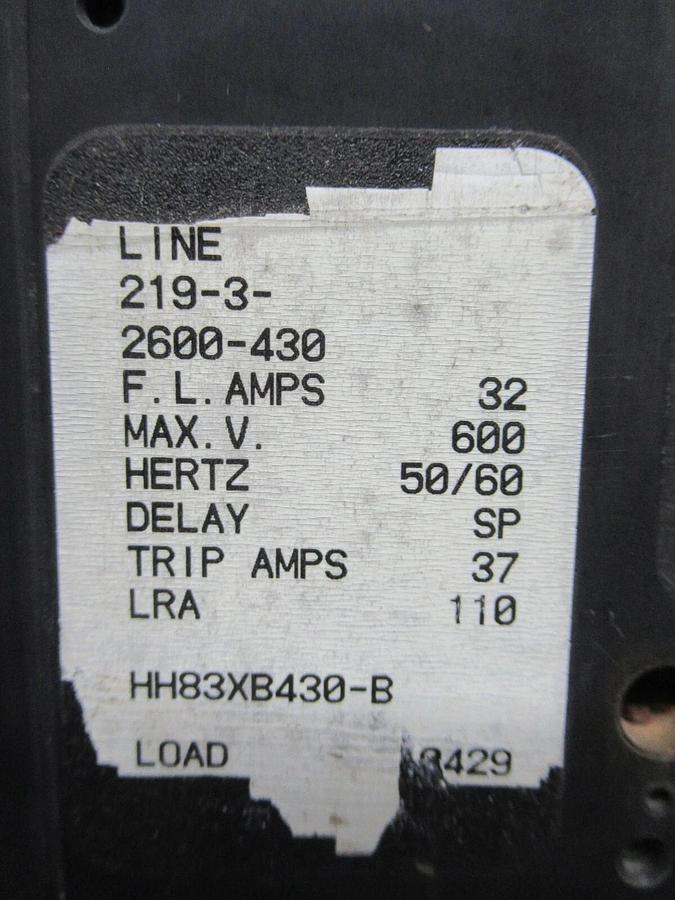 LINE
219-3-
2600-430
F.L.AMPS 32
MAX.V. 600
HERTZ 50/60
DELAY SP
TRIP AMPS 37
LRA 110
HH83XB430-B
LOAD